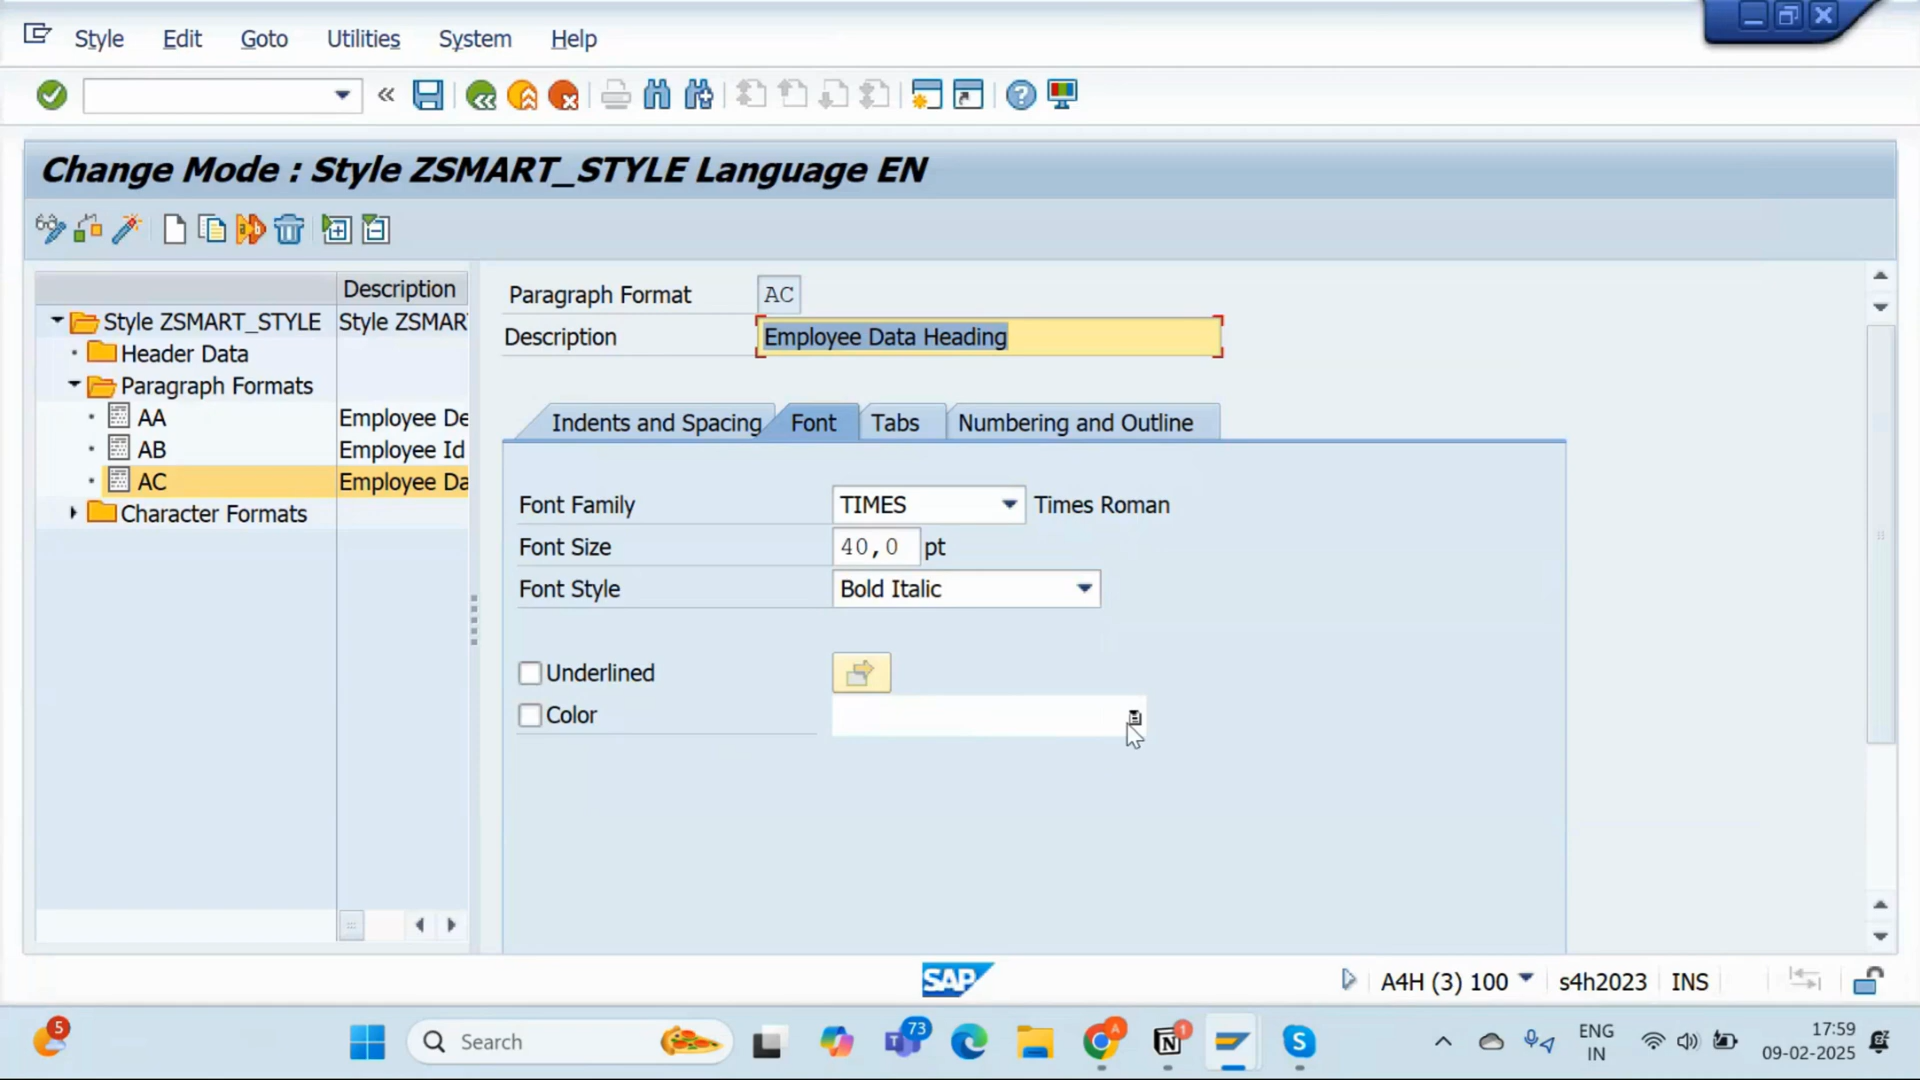 Style Edit Goto Utilities System Help
Change Mode : Style ZSMART_STYLE Language EN
Description
Style ZSMART_STYLE Style ZSMAR
Header Data
Paragraph Formats
AA Employee De
AB Employee Id
AC Employee Da
Character Formats
Paragraph Format AC
Description Employee Data Heading
Indents and Spacing Font Tabs Numbering and Outline
Font Family TIMES Times Roman
Font Size 40,0 pt
Font Style Bold Italic
Underlined
Color
SAP
A4H (3) 100 s4h2023 INS
5
Search
73
A
1
ENG
IN
17:59
09-02-2025